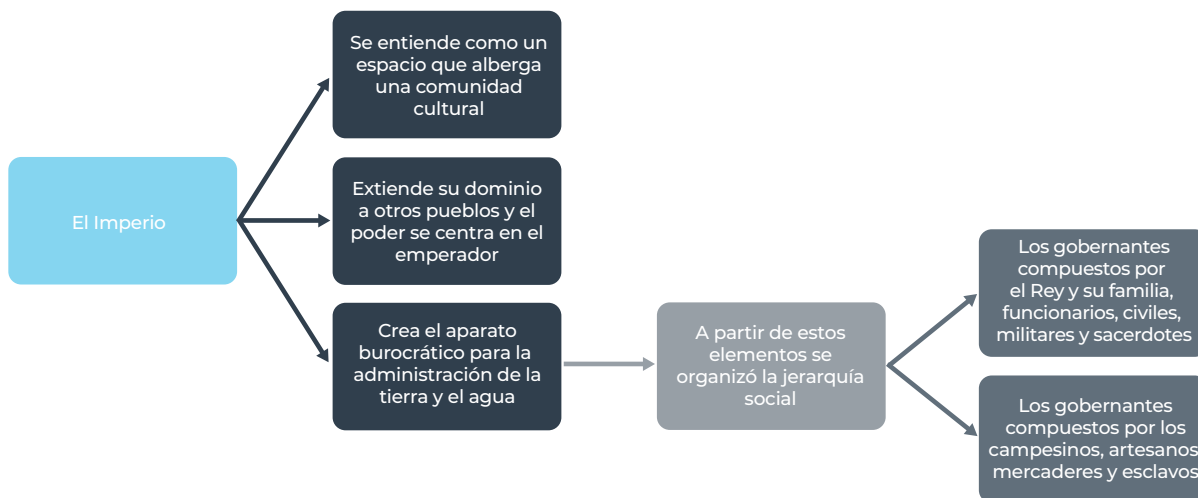 El Imperio
Se entiende como un
espacio que alberga
una comunidad
cultural
Extiende su dominio
a otros pueblos y el
poder se centra en el
emperador
Crea el aparato
burocrático para la
administración de la
tierra y el agua
A partir de estos
elementos se
organizó la jerarquía
social
Los gobernantes
compuestos por
el Rey y su familia,
funcionarios, civiles,
militares y sacerdotes
Los gobernantes
compuestos por los
campesinos, artesanos
mercaderes y esclavos